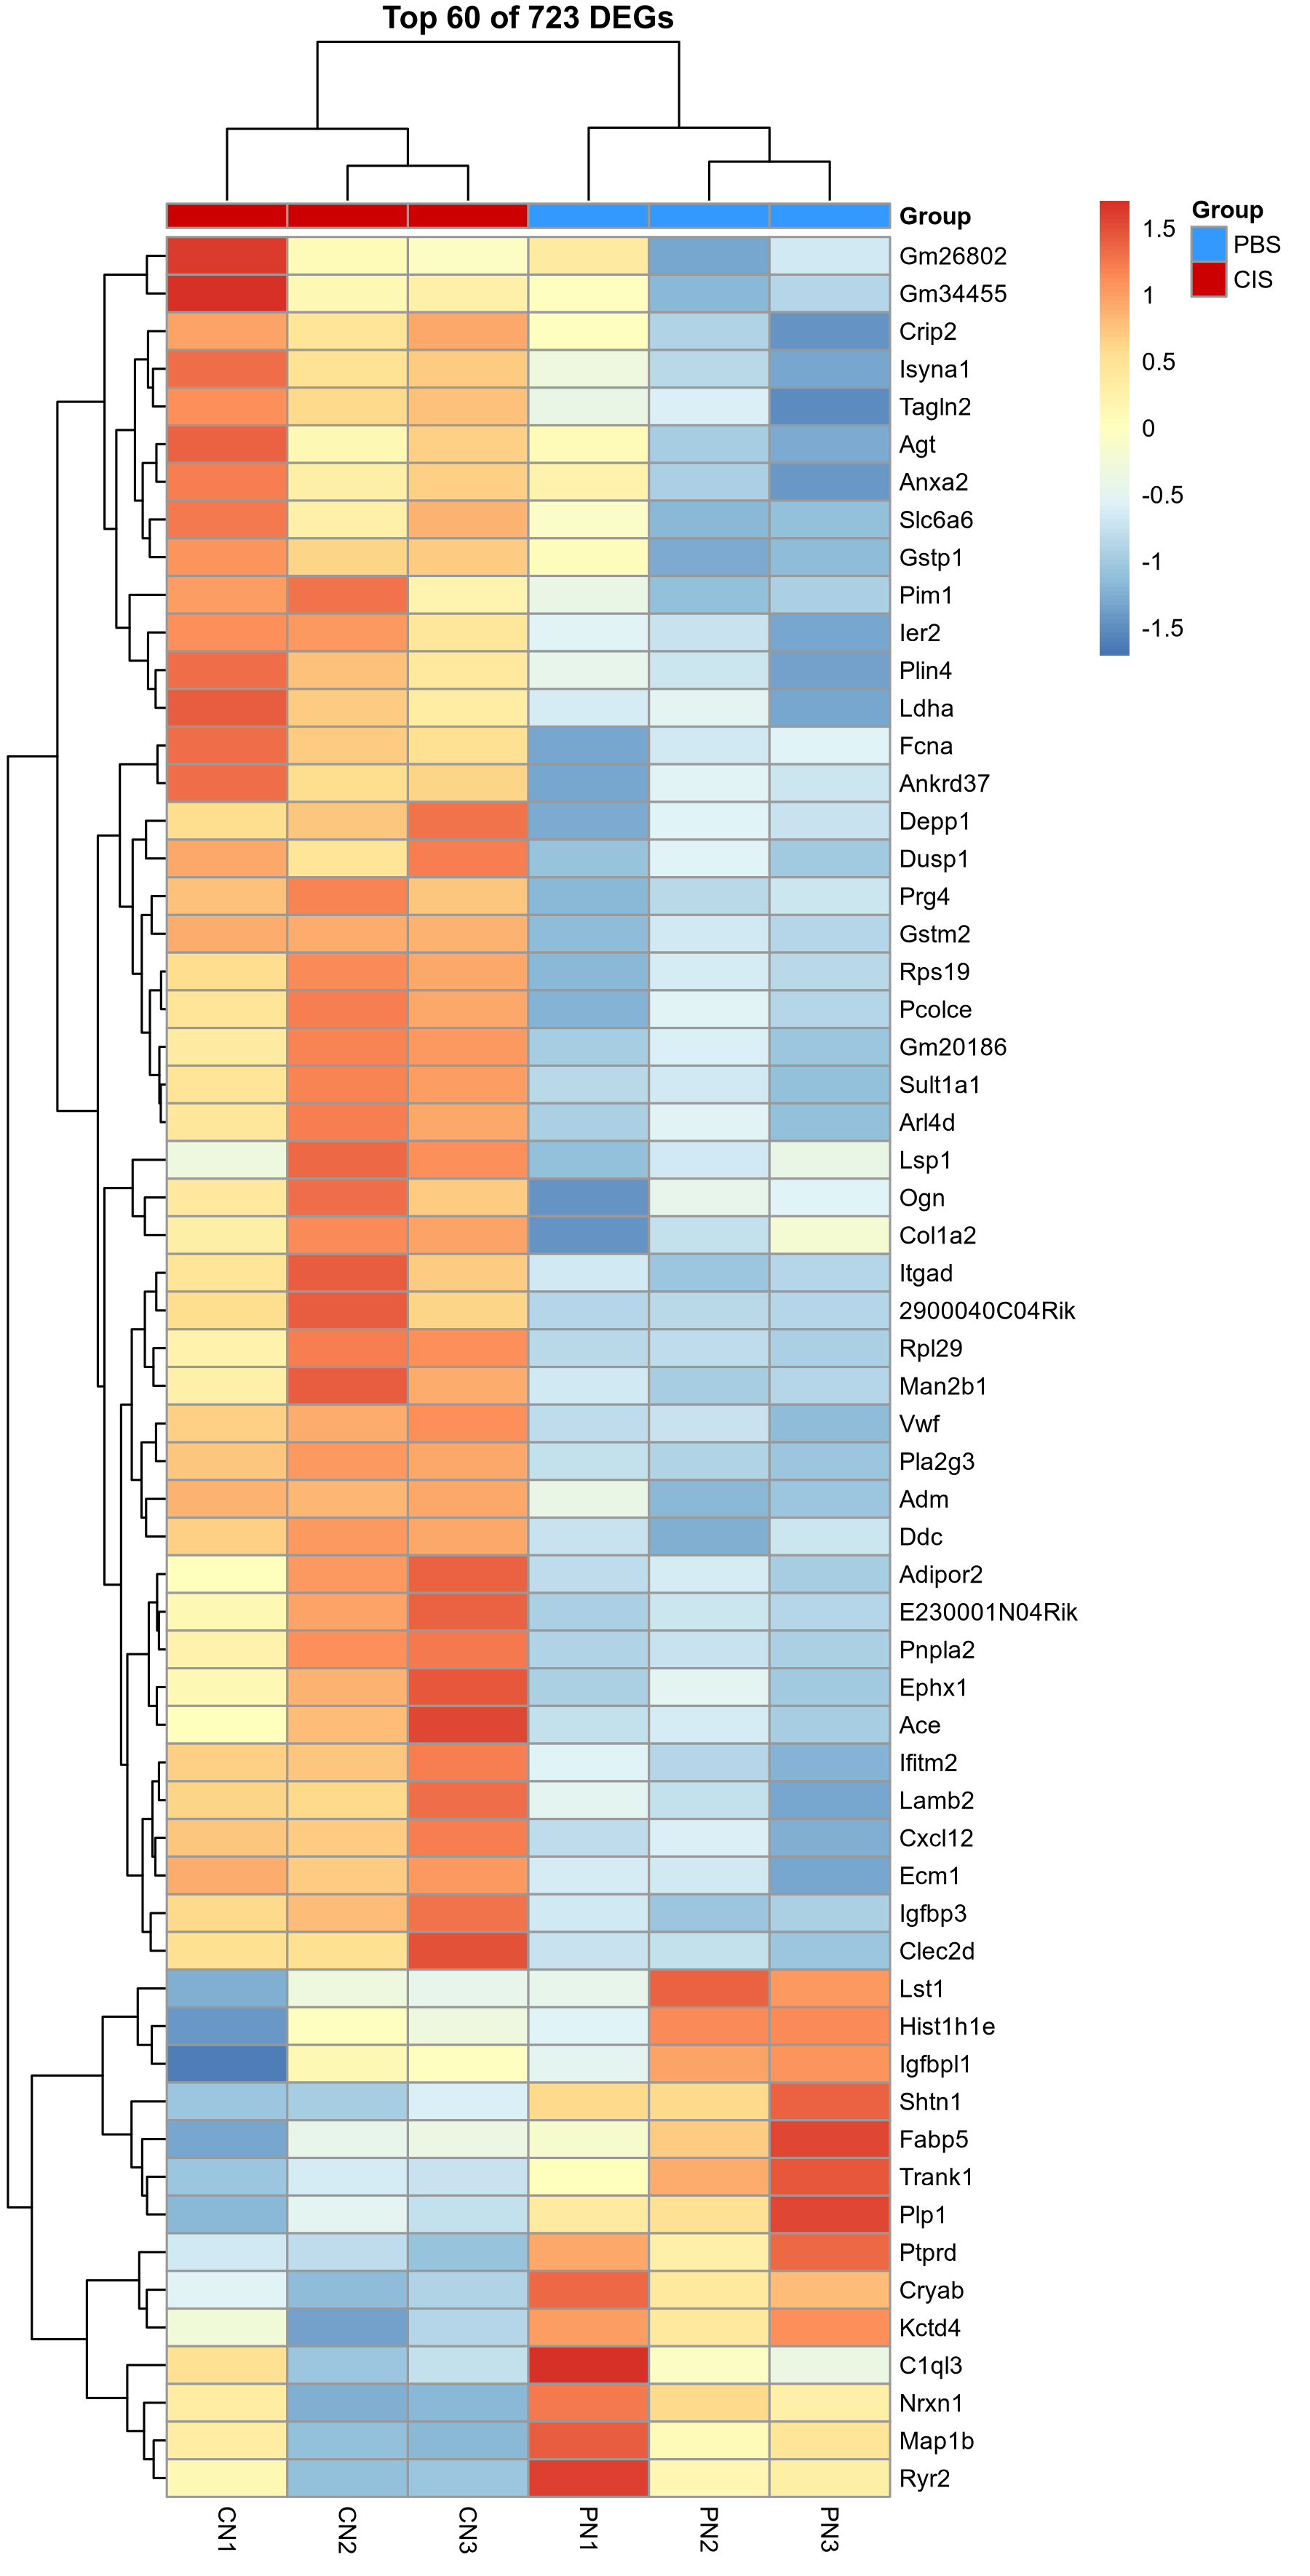 Top 60 of 723 DEGs
Group
Gm26802
Gm34455
Crip2
Isyna1
Tagln2
Agt
Anxa2
Slc6a6
Gstp1
Pim1
Ier2
Plin4
Ldha
Fcna
Ankrd37
Depp1
Dusp1
Prg4
Gstm2
Rps19
Pcolce
Gm20186
Sult1a1
Arl4d
Lsp1
Ogn
Col1a2
Itgad
2900040C04Rik
Rpl29
Man2b1
Vwf
Pla2g3
Adm
Ddc
Adipor2
E230001N04Rik
Pnpla2
Ephx1
Ace
Ifitm2
Lamb2
Cxcl12
Ecm1
Igfbp3
Clec2d
Lst1
Hist1h1e
Igfbpl1
Shtn1
Fabp5
Trank1
Plp1
Ptprd
Cryab
Kctd4
C1ql3
Nrxn1
Map1b
Ryr2
CN1
CN2
CN3
PN1
PN2
PN3
1.5
1
0.5
0
-0.5
-1
-1.5
Group
PBS
CIS